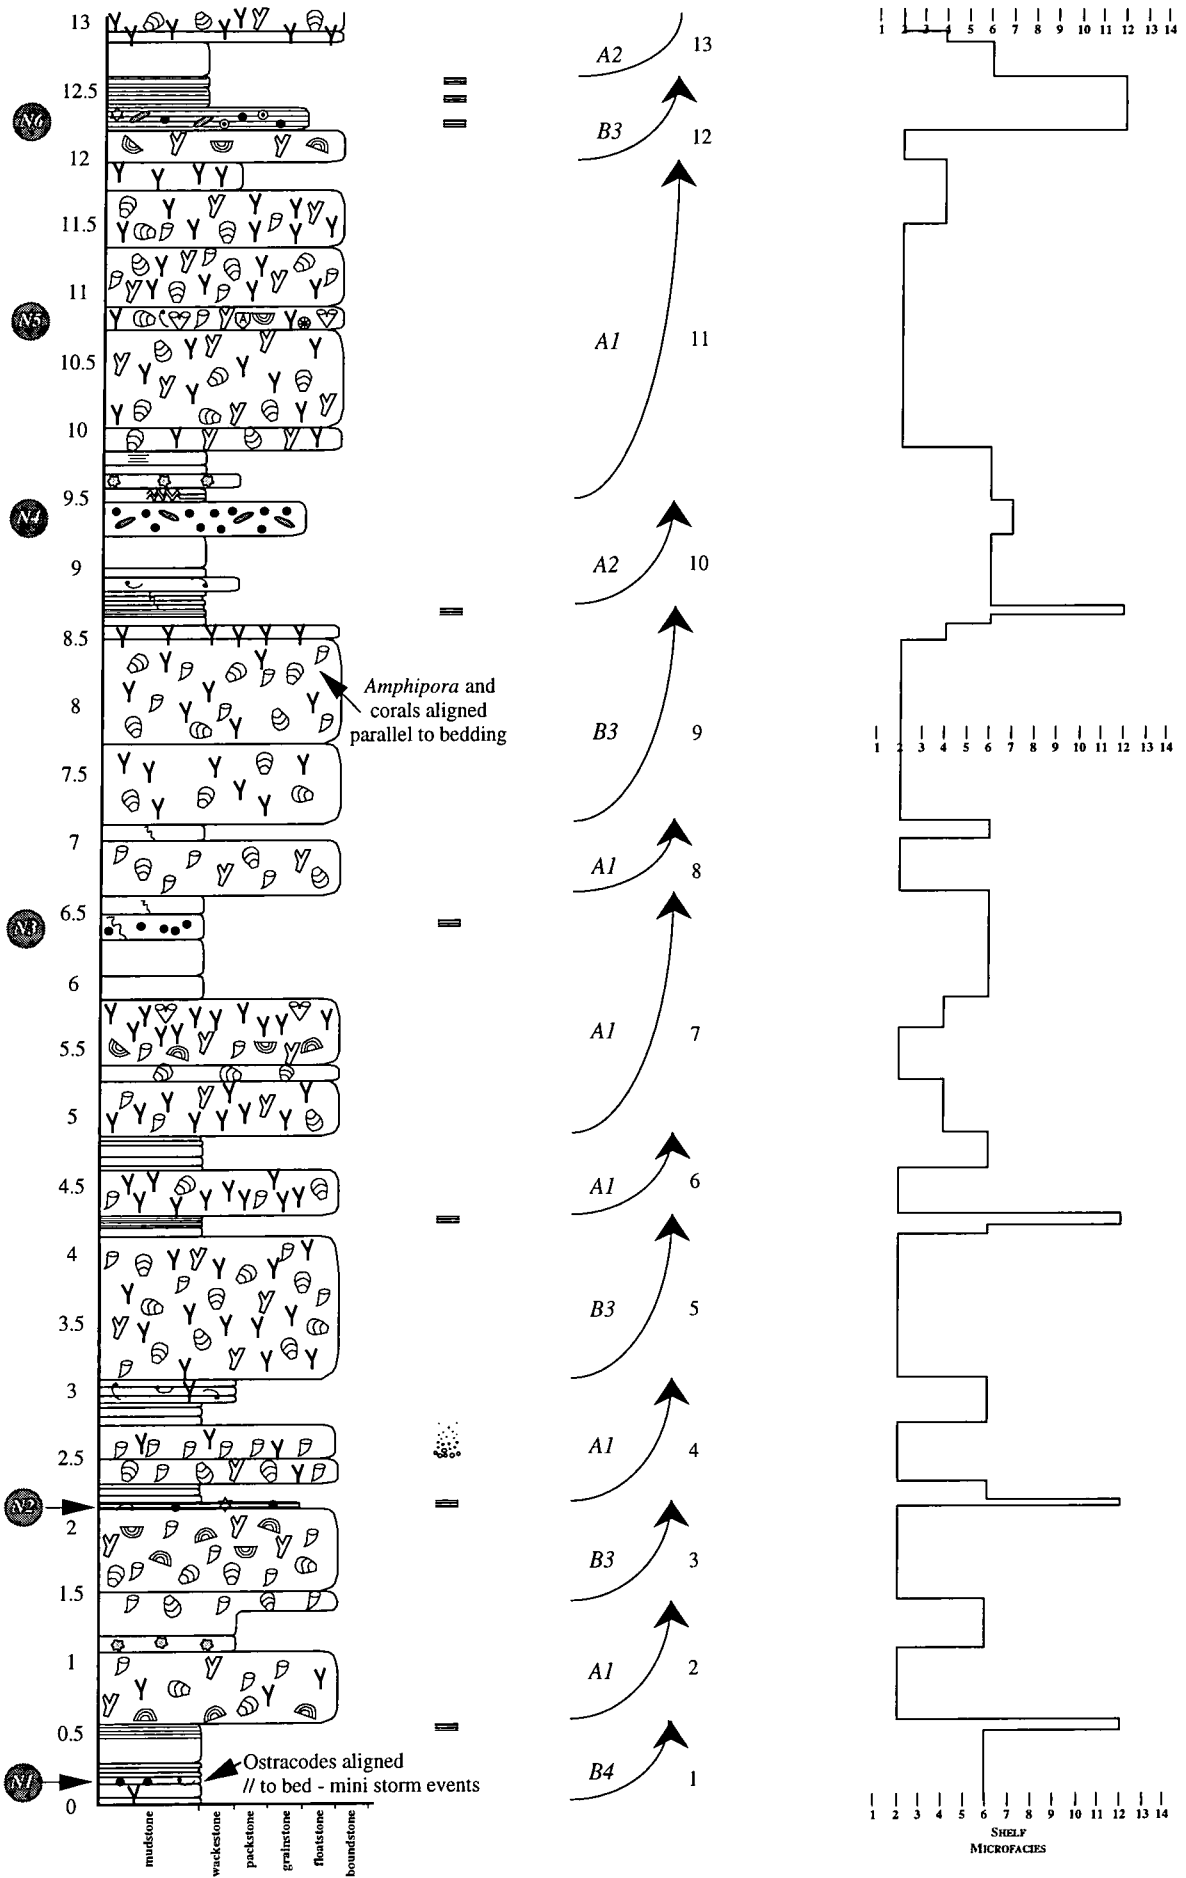 13
12.5
12
11.5
11
10.5
10
9.5
9
8.5
8
7.5
7
6.5
6
5.5
5
4.5
4
3.5
3
2.5
2
1.5
1
0.5
0
N6
N5
N4
N3
N2
N1
A
Amphipora and
corals aligned
parallel to bedding
Ostracodes aligned
// to bed - mini storm events
mudstone
wackestone
packstone
grainstone
floatstone
boundstone
A2 13
B3 12
A1 11
A2 10
B3 9
A1 8
A1 7
A1 6
B3 5
A1 4
B3 3
A1 2
B4 1
1 2 3 4 5 6 7 8 9 10 11 12 13 14
1 2 3 4 5 6 7 8 9 10 11 12 13 14
1 2 3 4 5 6 7 8 9 10 11 12 13 14
SHELF
MICROFACIES